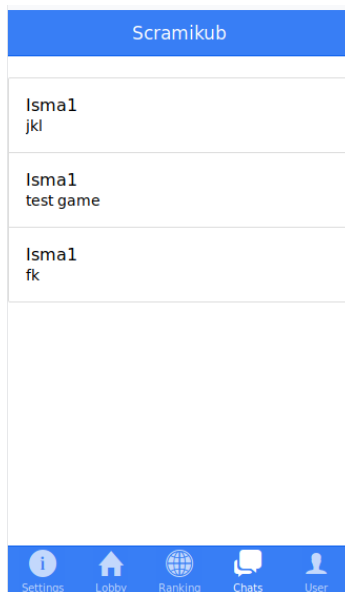 Scramikub
Isma1
jkl
Isma1
test game
Isma1
fk
Settings
Lobby
Ranking
Chats
User